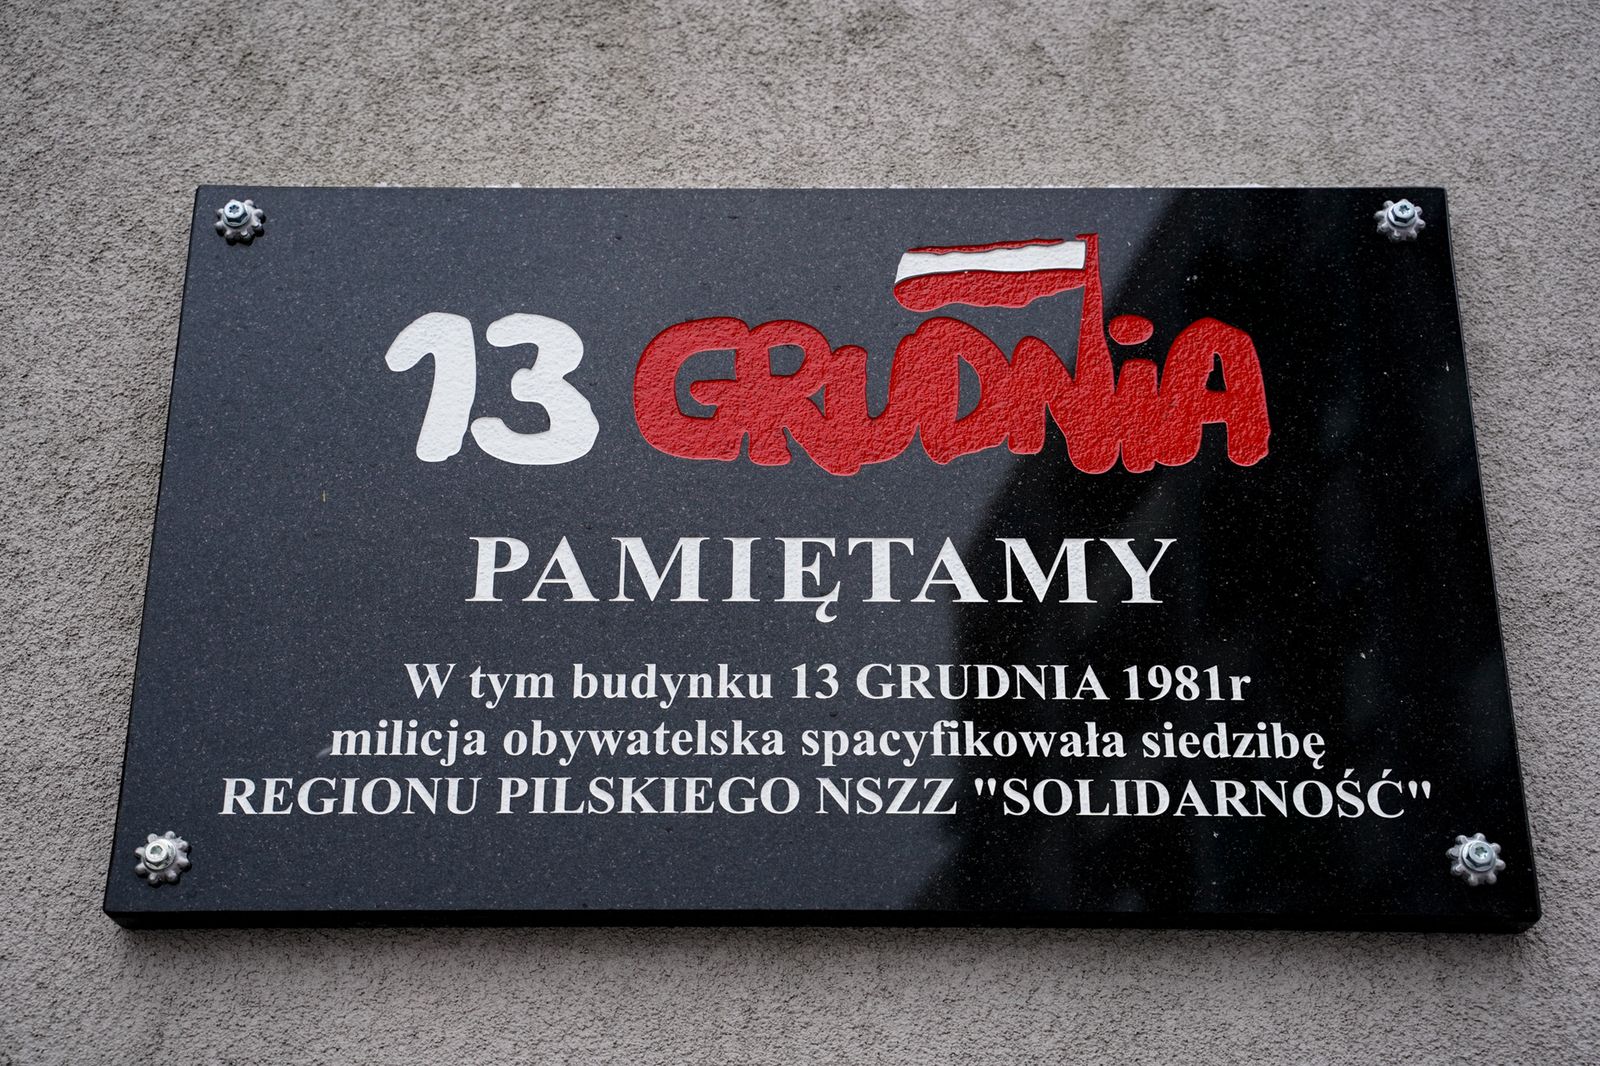 13 GRUDNiA
PAMIĘTAMY
W tym budynku 13 GRUDNIA 1981r
milicja obywatelska spacyfikowała siedzibę
REGIONU PILSKIEGO NSZZ "SOLIDARNOŚĆ"